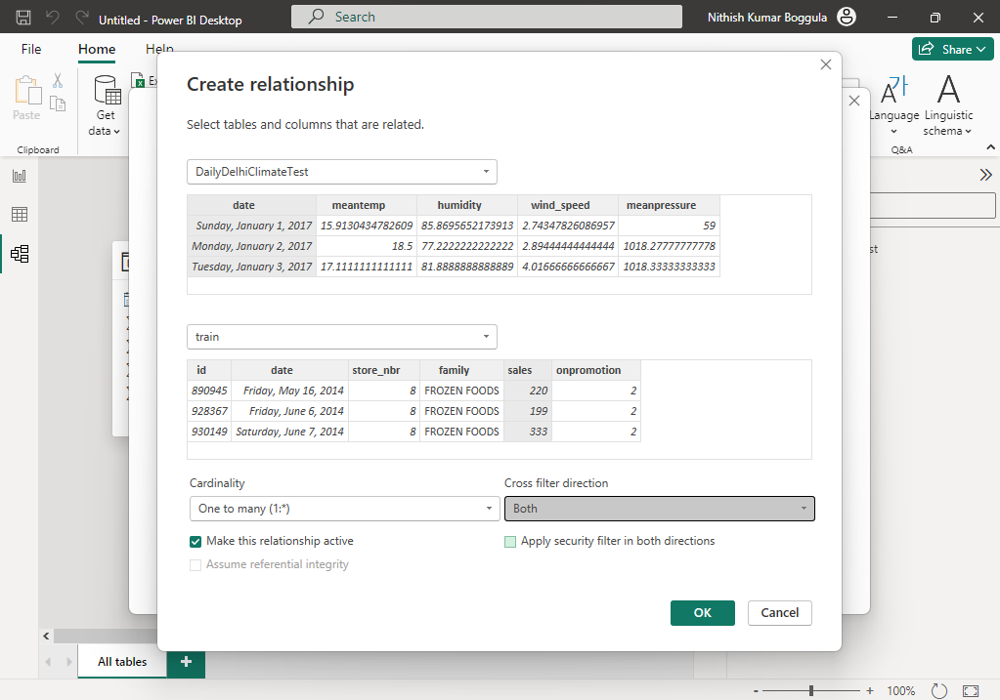 Untitled - Power BI Desktop
Search
Nithish Kumar Boggula
File
Home
Help
Share
Paste
Get
data
Ex
Language
Linguistic
schema
Clipboard
Q&A
Create relationship
Select tables and columns that are related.
DailyDelhiClimateTest
date meantemp humidity wind_speed meanpressure
Sunday, January 1, 2017 15.9130434782609 85.8695652173913 2.74347826086957 59
Monday, January 2, 2017 18.5 77.2222222222222 2.89444444444444 1018.27777777778
Tuesday, January 3, 2017 17.1111111111111 81.8888888888889 4.01666666666667 1018.33333333333
st
train
id date store_nbr family sales onpromotion
890945 Friday, May 16, 2014 8 FROZEN FOODS 220 2
928367 Friday, June 6, 2014 8 FROZEN FOODS 199 2
930149 Saturday, June 7, 2014 8 FROZEN FOODS 333 2
Cardinality
Cross filter direction
One to many (1:*)
Both
Make this relationship active
Apply security filter in both directions
Assume referential integrity
OK
Cancel
All tables
+
- + 100%